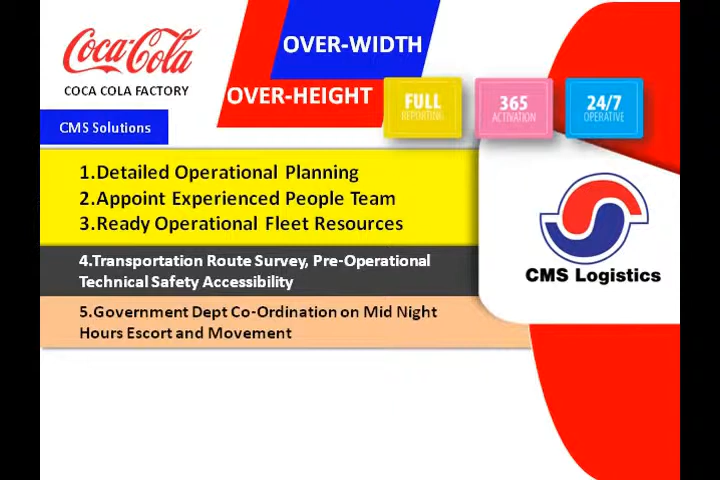 Coca-Cola
COCA COLA FACTORY
OVER-WIDTH
OVER-HEIGHT
FULL
REPORTING
365
ACTIVATION
24/7
OPERATIVE
CMS Solutions
1.Detailed Operational Planning
2.Appoint Experienced People Team
3.Ready Operational Fleet Resources
4.Transportation Route Survey, Pre-Operational
Technical Safety Accessibility
5.Government Dept Co-Ordination on Mid Night
Hours Escort and Movement
CMS Logistics